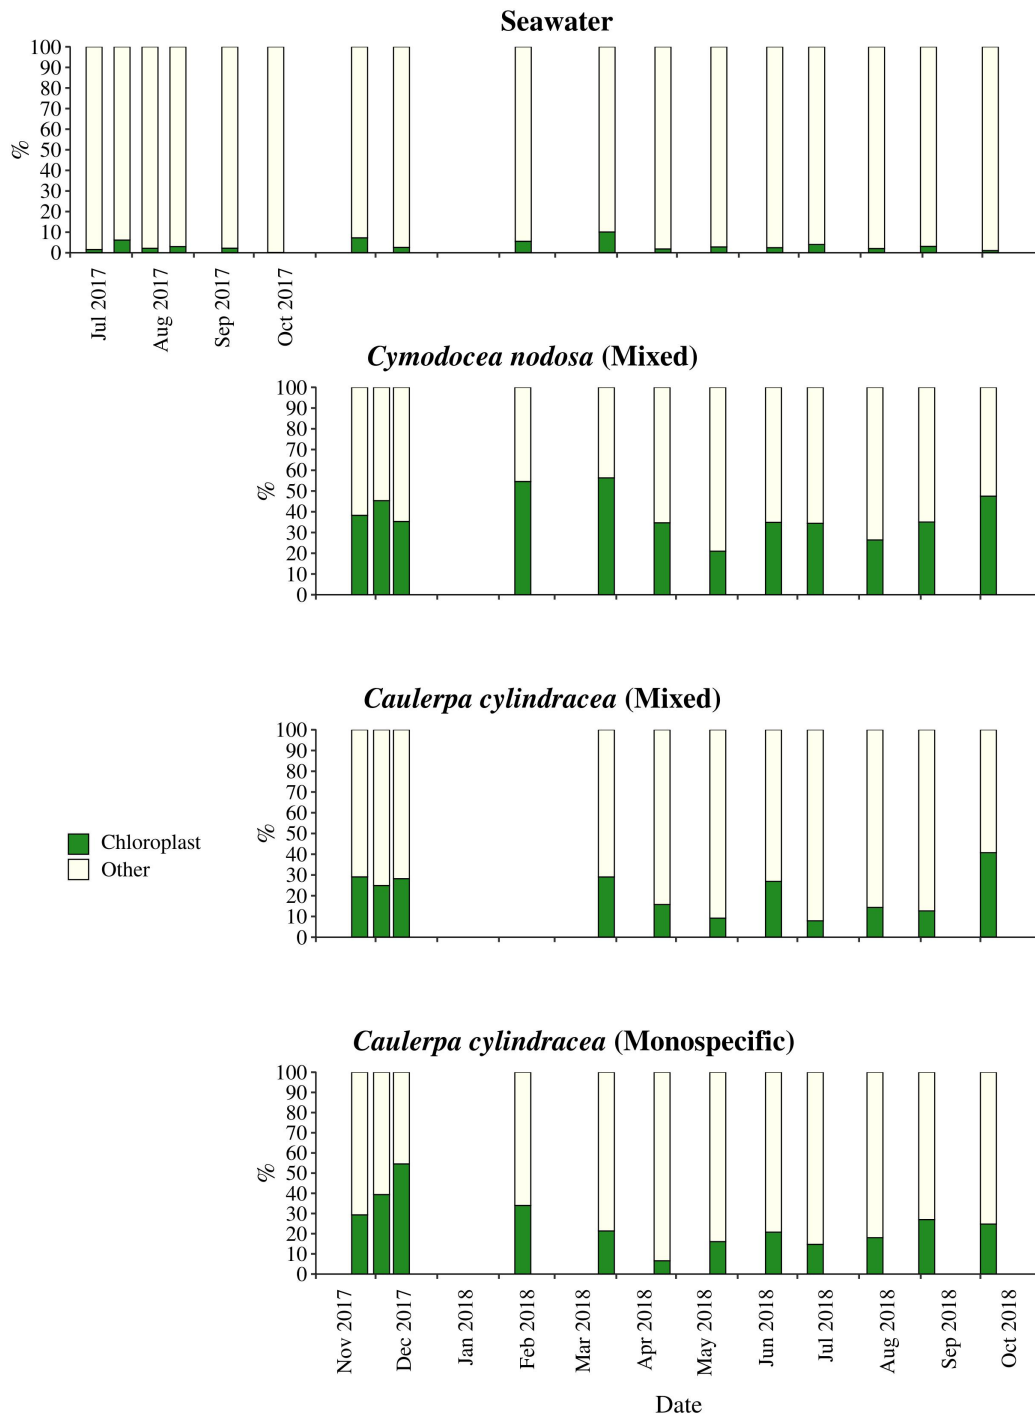 Seawater
100
90
80
70
60
50
40
30
20
10
0
%
Jul 2017
Aug 2017
Sep 2017
Oct 2017
Cymodocea nodosa (Mixed)
100
90
80
70
60
50
40
30
20
10
0
%
Caulerpa cylindracea (Mixed)
100
90
80
70
60
50
40
30
20
10
0
%
Chloroplast
Other
Caulerpa cylindracea (Monospecific)
100
90
80
70
60
50
40
30
20
10
0
%
Nov 2017
Dec 2017
Jan 2018
Feb 2018
Mar 2018
Apr 2018
May 2018
Jun 2018
Jul 2018
Aug 2018
Sep 2018
Oct 2018
Date